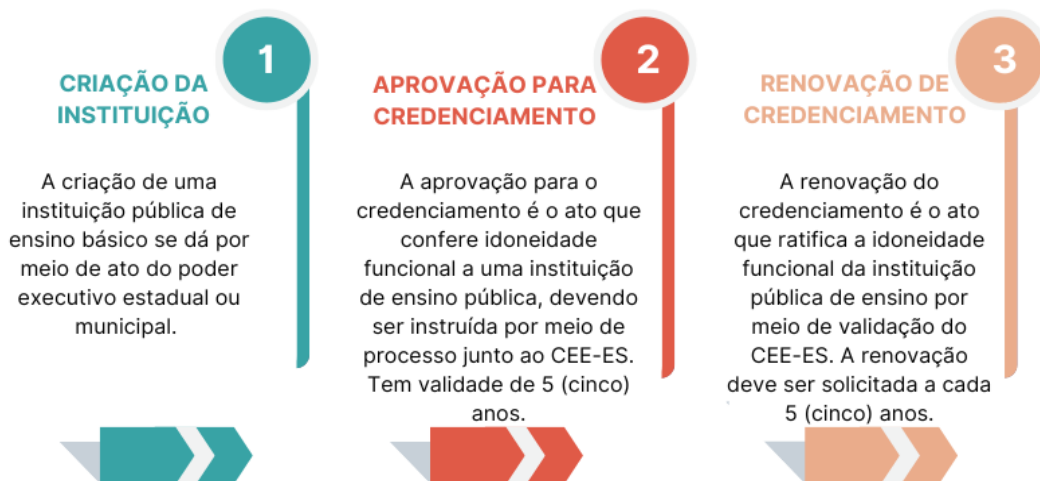 1
CRIAÇÃO DA
INSTITUIÇÃO
A criação de uma
instituição pública de
ensino básico se dá por
meio de ato do poder
executivo estadual ou
municipal.
2
APROVAÇÃO PARA
CREDENCIAMENTO
A aprovação para o
credenciamento é o ato que
confere idoneidade
funcional a uma instituição
de ensino pública, devendo
ser instruída por meio de
processo junto ao CEE-ES.
Tem validade de 5 (cinco)
anos.
3
RENOVAÇÃO DE
CREDENCIAMENTO
A renovação do
credenciamento é o ato
que ratifica a idoneidade
funcional da instituição
pública de ensino por
meio de validação do
CEE-ES. A renovação
deve ser solicitada a cada
5 (cinco) anos.